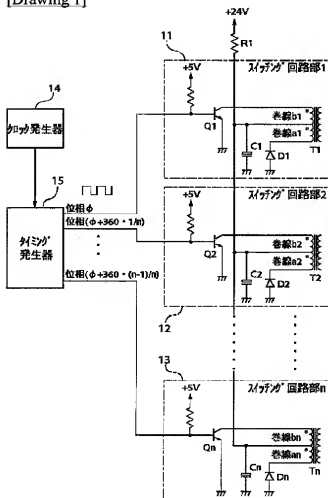 [Drawing 1]
+24V
R1
11
+5V
スイッチング回路部1
巻線b1
巻線a1
Q1
C1
D1
T1
14
クロック発生器
15
タイミング発生器
位相φ
位相(φ+360・1/n)
位相(φ+360・(n-1)/n)
+5V
スイッチング回路部2
巻線b2
巻線a2
Q2
C2
D2
T2
12
13
+5V
スイッチング回路部n
巻線bn
巻線an
Qn
Cn
Dn
Tn